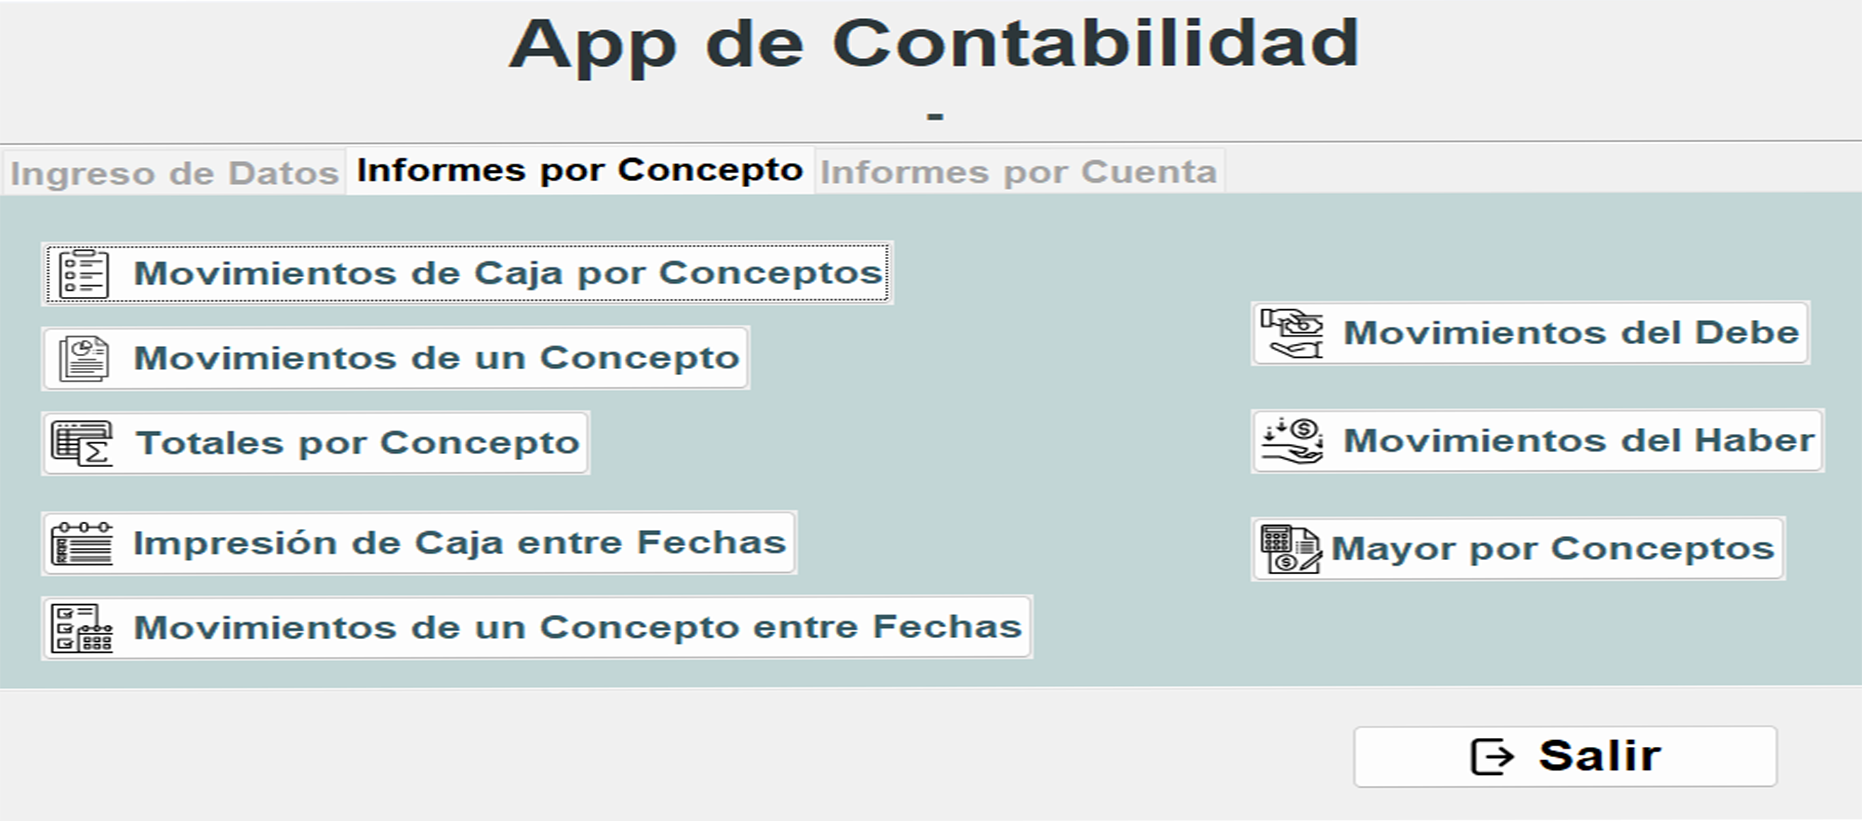 App de Contabilidad
-
Ingreso de Datos
Informes por Concepto
Informes por Cuenta
Movimientos de Caja por Conceptos
Movimientos de un Concepto
Totales por Concepto
Impresión de Caja entre Fechas
Movimientos de un Concepto entre Fechas
Movimientos del Debe
Movimientos del Haber
Mayor por Conceptos
Salir